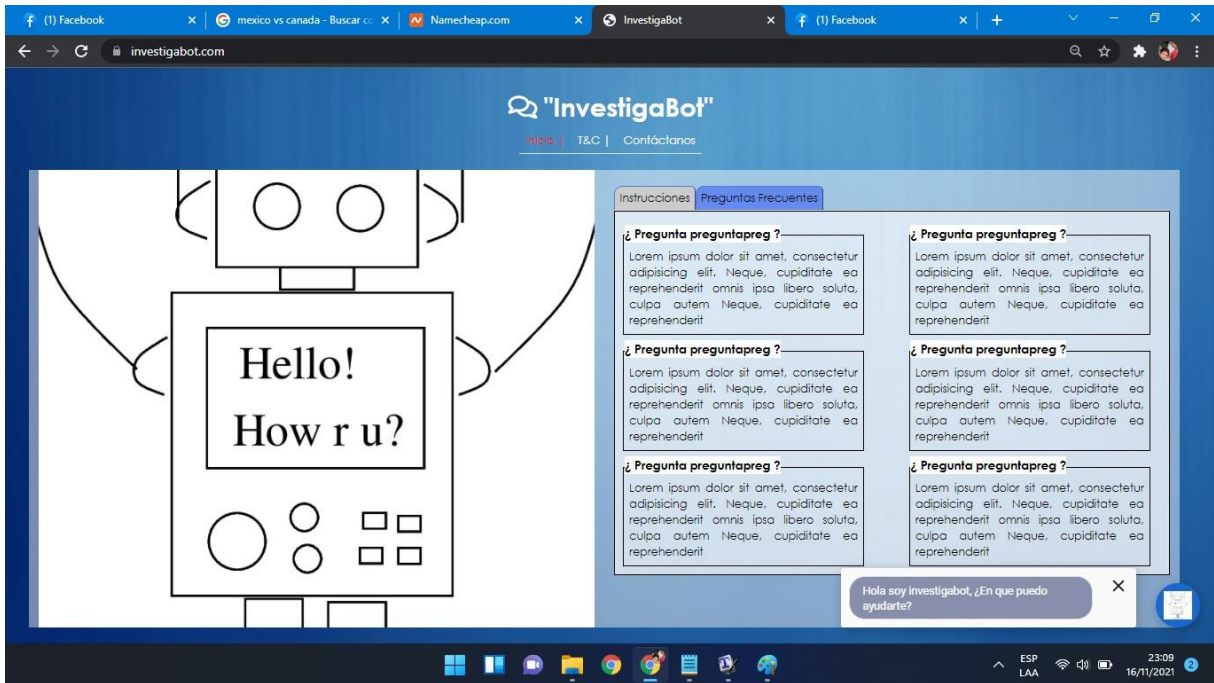 (1) Facebook
mexico vs canada - Buscar co
Namecheap.com
InvestigaBot
(1) Facebook
investigabot.com
"InvestigaBot"
Inicio | T&C | Contáctanos
Hello!
How r u?
Instrucciones
Preguntas Frecuentes
¿ Pregunta preguntapreg ?
Lorem ipsum dolor sit amet, consectetur
adipisicing elit. Neque, cupiditate ea
reprehenderit omnis ipsa libero soluta,
culpa autem Neque, cupiditate ea
reprehenderit
¿ Pregunta preguntapreg ?
Lorem ipsum dolor sit amet, consectetur
adipisicing elit. Neque, cupiditate ea
reprehenderit omnis ipsa libero soluta,
culpa autem Neque, cupiditate ea
reprehenderit
¿ Pregunta preguntapreg ?
Lorem ipsum dolor sit amet, consectetur
adipisicing elit. Neque, cupiditate ea
reprehenderit omnis ipsa libero soluta,
culpa autem Neque, cupiditate ea
reprehenderit
¿ Pregunta preguntapreg ?
Lorem ipsum dolor sit amet, consectetur
adipisicing elit. Neque, cupiditate ea
reprehenderit omnis ipsa libero soluta,
culpa autem Neque, cupiditate ea
reprehenderit
¿ Pregunta preguntapreg ?
Lorem ipsum dolor sit amet, consectetur
adipisicing elit. Neque, cupiditate ea
reprehenderit omnis ipsa libero soluta,
culpa autem Neque, cupiditate ea
reprehenderit
¿ Pregunta preguntapreg ?
Lorem ipsum dolor sit amet, consectetur
adipisicing elit. Neque, cupiditate ea
reprehenderit omnis ipsa libero soluta,
culpa autem Neque, cupiditate ea
reprehenderit
Hola soy investigabot, ¿En que puedo
ayudarte?
ESP
LAA
23:09
16/11/2021
2